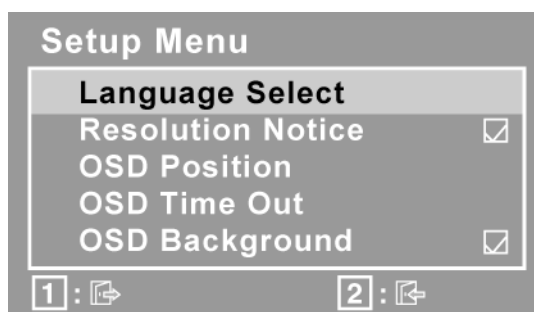 Setup Menu
Language Select
Resolution Notice
OSD Position
OSD Time Out
OSD Background
1 : 2 :